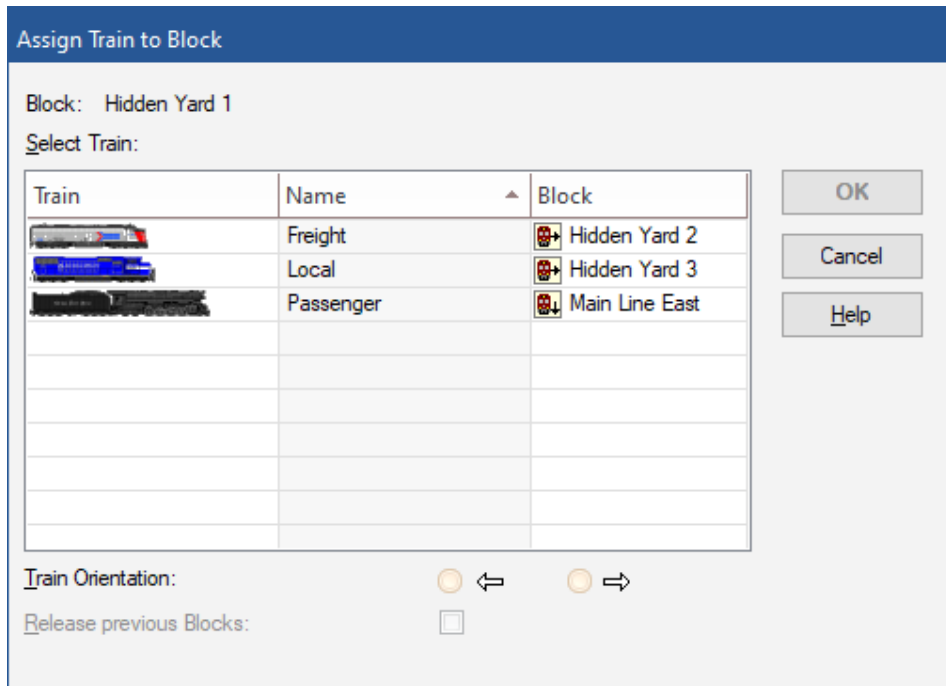 Assign Train to Block
Block: Hidden Yard 1
Select Train:
Train Name Block OK
Freight Hidden Yard 2
Local Hidden Yard 3 Cancel
Passenger Main Line East Help
Train Orientation:
Release previous Blocks: